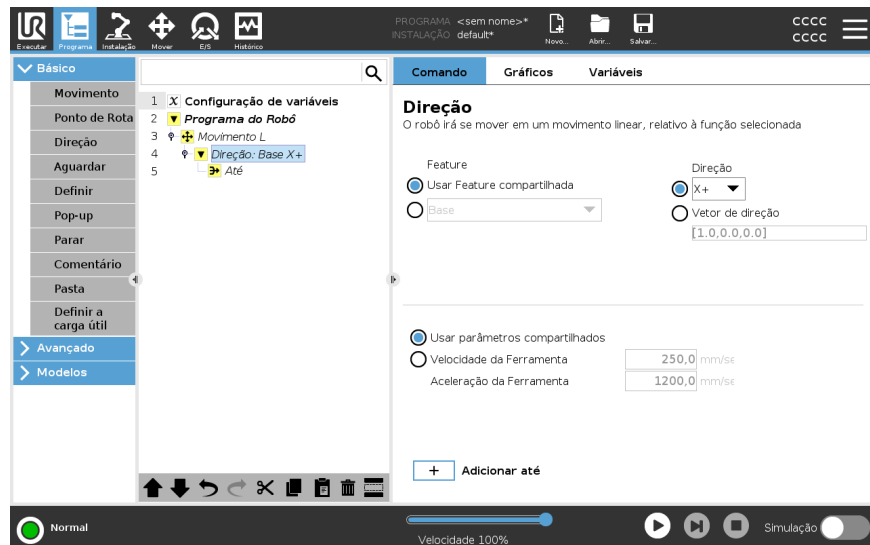 PROGRAMA <sem nome>*
INSTALAÇÃO default*
cccc
cccc
Executar
Programa
Instalação
Mover
E/S
Histórico
Novo...
Abrir...
Salvar...
Básico
Movimento
Ponto de Rota
Direção
Aguardar
Definir
Pop-up
Parar
Comentário
Pasta
Definir a
carga útil
Avançado
Modelos
1 X Configuração de variáveis
2 Programa do Robô
3 Movimento L
4 Direção: Base X+
5 Até
Comando
Gráficos
Variáveis
Direção
O robô irá se mover em um movimento linear, relativo à função selecionada
Feature
Usar Feature compartilhada
Base
Direção
X+
Vetor de direção
[1.0,0.0,0.0]
Usar parâmetros compartilhados
Velocidade da Ferramenta 250,0 mm/se
Aceleração da Ferramenta 1200,0 mm/se
+ Adicionar até
Normal
Velocidade 100%
Simulação